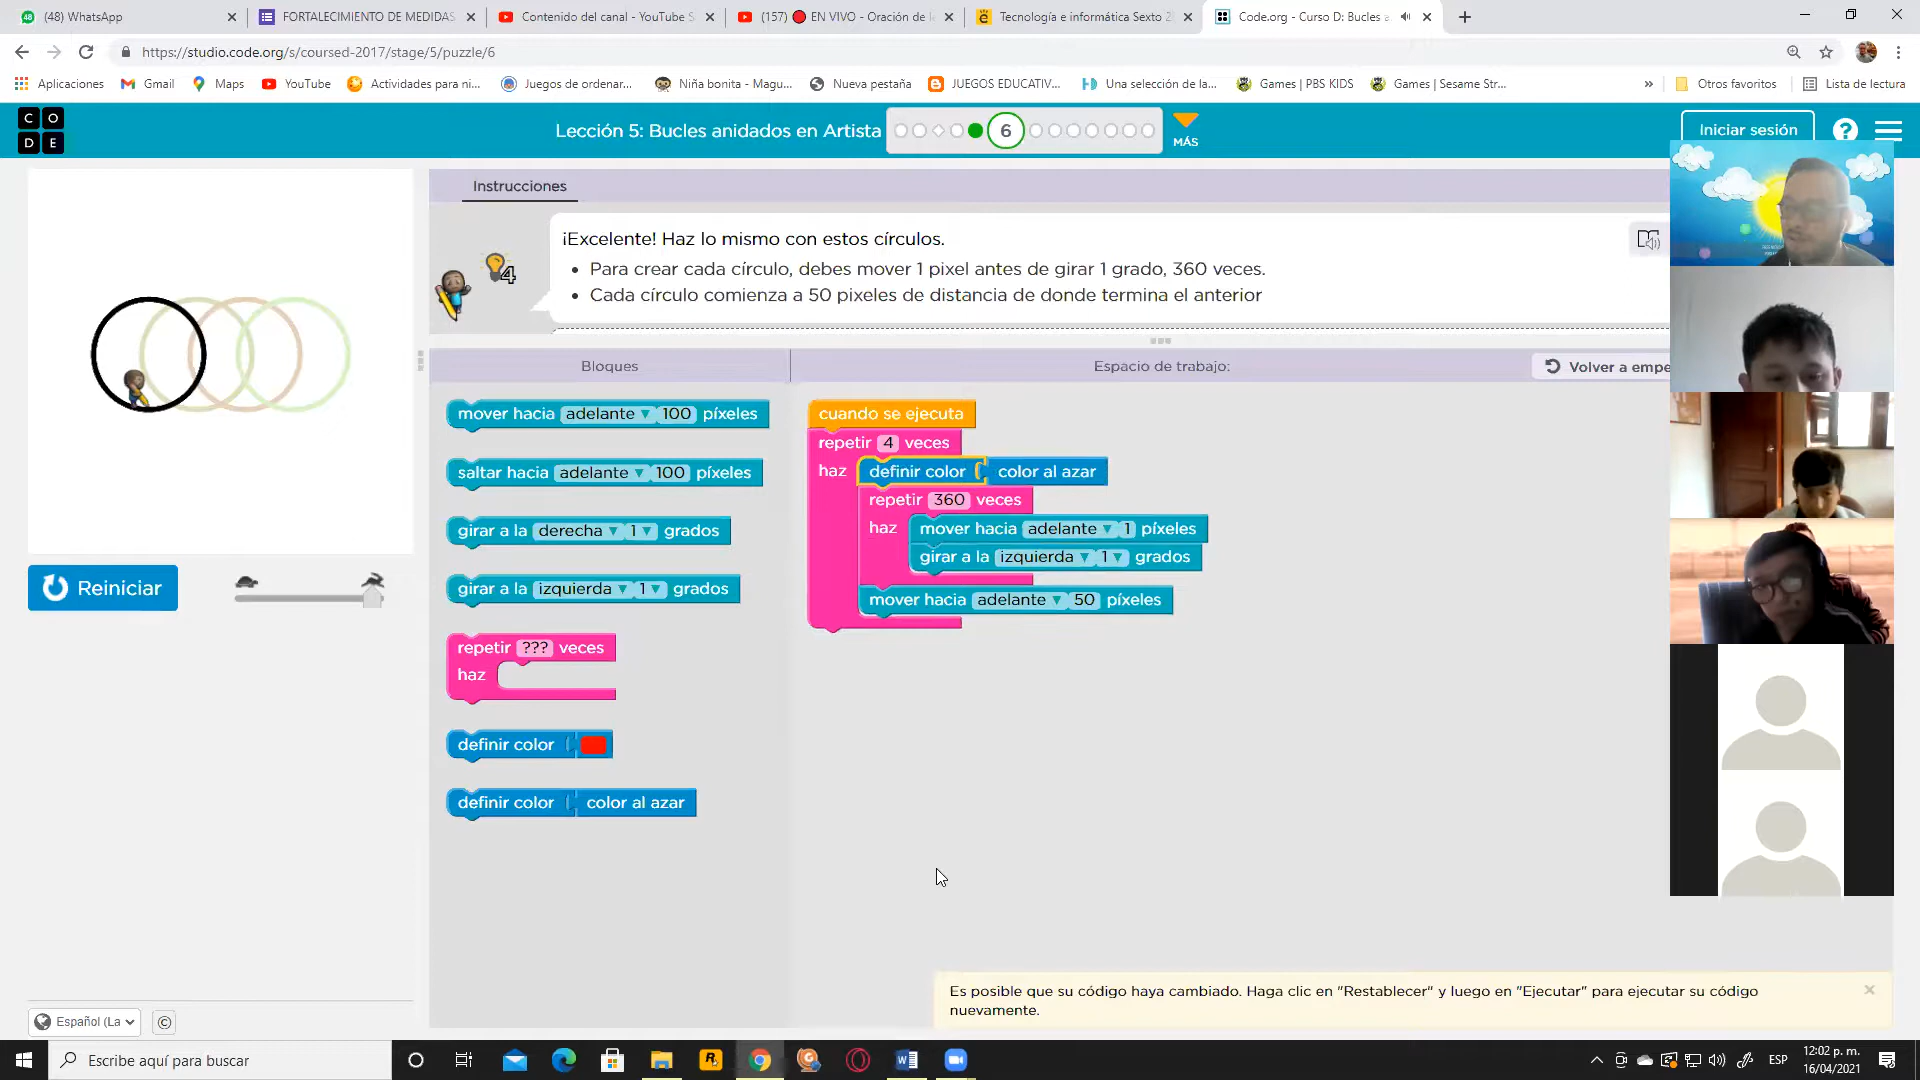 (48) WhatsApp
FORTALECIMIENTO DE MEDIDAS
Contenido del canal - YouTube S
(157) 🔴 EN VIVO - Oración de l
Tecnología e informática Sexto 2
Code.org - Curso D: Bucles a
https://studio.code.org/s/coursed-2017/stage/5/puzzle/6
Aplicaciones
Gmail
Maps
YouTube
Actividades para ni...
Juegos de ordenar...
Niña bonita - Magu...
Nueva pestaña
JUEGOS EDUCATIV...
Una selección de la...
Games | PBS KIDS
Games | Sesame Str...
»
Otros favoritos
Lista de lectura
C O
D E
Lección 5: Bucles anidados en Artista
6
MÁS
Iniciar sesión
?
Instrucciones
4
¡Excelente! Haz lo mismo con estos círculos.
• Para crear cada círculo, debes mover 1 pixel antes de girar 1 grado, 360 veces.
• Cada círculo comienza a 50 pixeles de distancia de donde termina el anterior
Reiniciar
Bloques
mover hacia adelante 100 píxeles
saltar hacia adelante 100 píxeles
girar a la derecha 1 grados
girar a la izquierda 1 grados
repetir ??? veces
haz
definir color
definir color color al azar
Espacio de trabajo:
Volver a empe
cuando se ejecuta
repetir 4 veces
haz definir color color al azar
repetir 360 veces
haz mover hacia adelante 1 píxeles
girar a la izquierda 1 grados
mover hacia adelante 50 píxeles
Es posible que su código haya cambiado. Haga clic en "Restablecer" y luego en "Ejecutar" para ejecutar su código
nuevamente.
Español (La
©
Escribe aquí para buscar
ESP
12:02 p. m.
16/04/2021